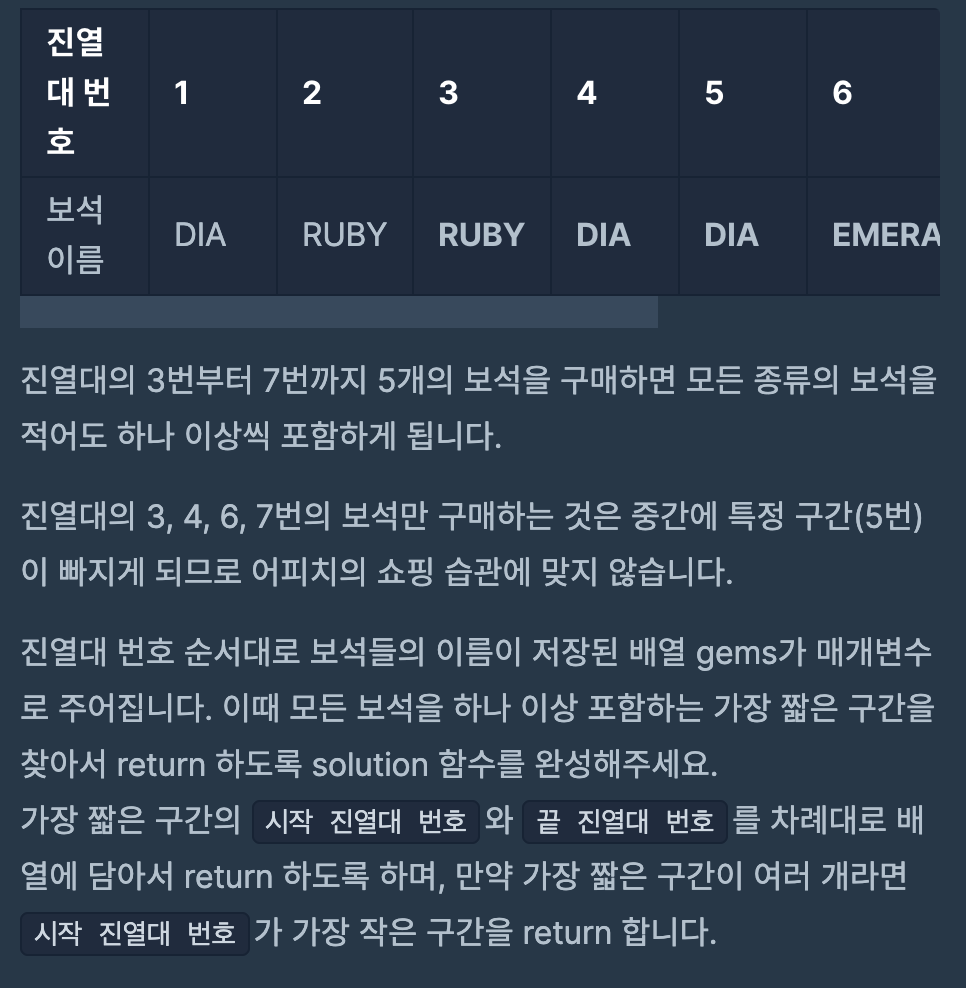 진열
대 번
호
1
2
3
4
5
6
보석
이름
DIA
RUBY
RUBY
DIA
DIA
EMERA
진열대의 3번부터 7번까지 5개의 보석을 구매하면 모든 종류의 보석을
적어도 하나 이상씩 포함하게 됩니다.
진열대의 3, 4, 6, 7번의 보석만 구매하는 것은 중간에 특정 구간(5번)
이 빠지게 되므로 어피치의 쇼핑 습관에 맞지 않습니다.
진열대 번호 순서대로 보석들의 이름이 저장된 배열 gems가 매개변수
로 주어집니다. 이때 모든 보석을 하나 이상 포함하는 가장 짧은 구간을
찾아서 return 하도록 solution 함수를 완성해주세요.
가장 짧은 구간의 시작 진열대 번호 와 끝 진열대 번호 를 차례대로 배
열에 담아서 return 하도록 하며, 만약 가장 짧은 구간이 여러 개라면
시작 진열대 번호 가 가장 작은 구간을 return 합니다.